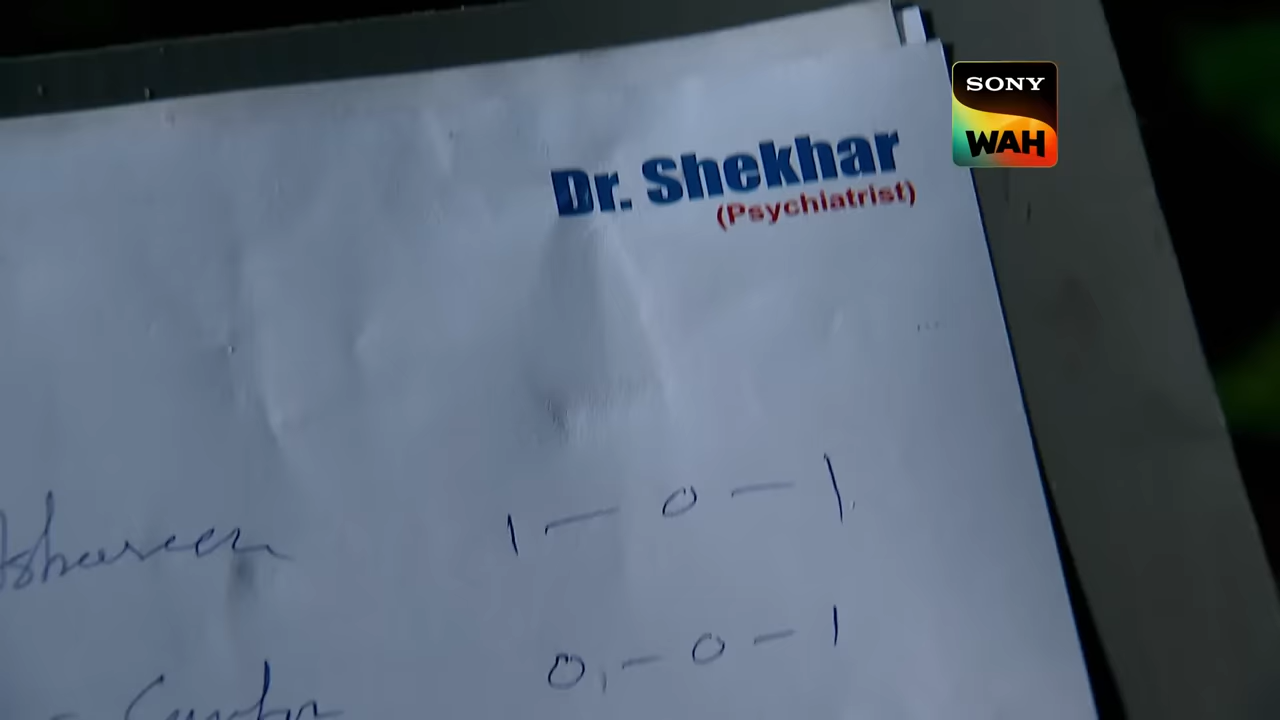 SONY
WAH
Dr. Shekhar
(Psychiatrist)
1 — 0 — 1
0 — 0 — 1